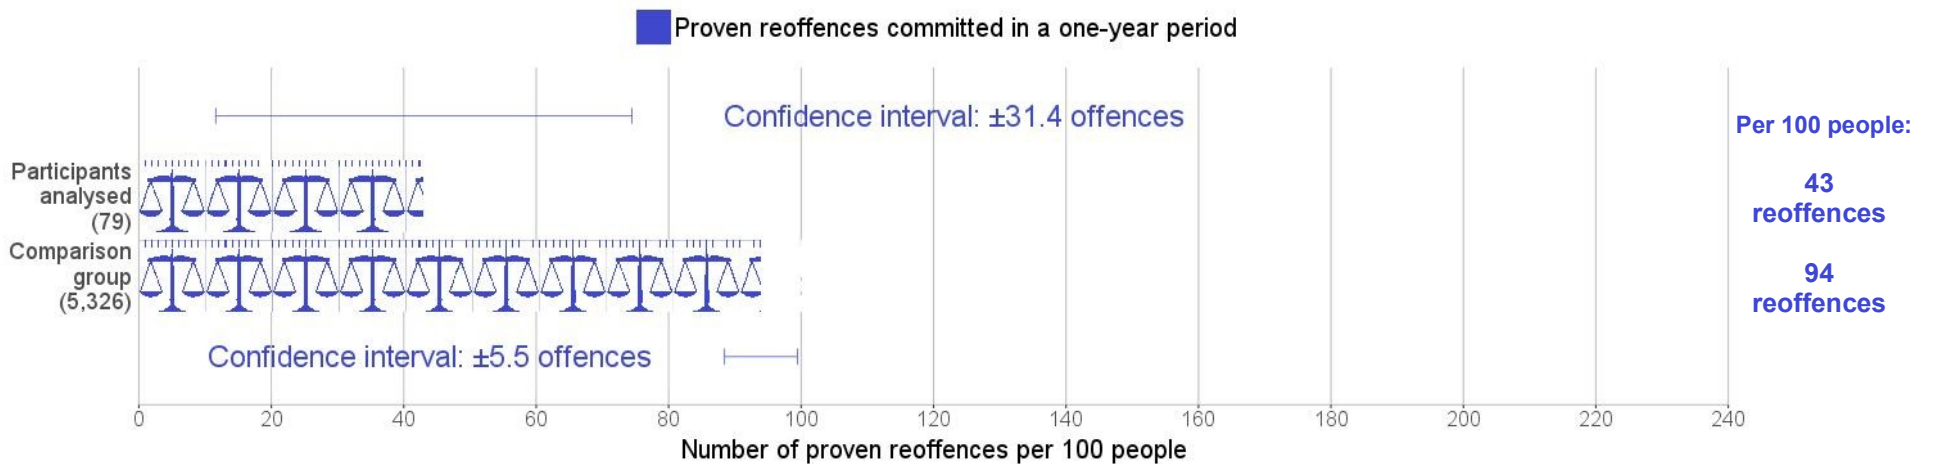 Proven reoffences committed in a one-year period
Confidence interval: ±31.4 offences
Per 100 people:
Participants
analysed
(79)
43
reoffences
Comparison
group
(5,326)
94
reoffences
Confidence interval: ±5.5 offences
0 20 40 60 80 100 120 140 160 180 200 220 240
Number of proven reoffences per 100 people